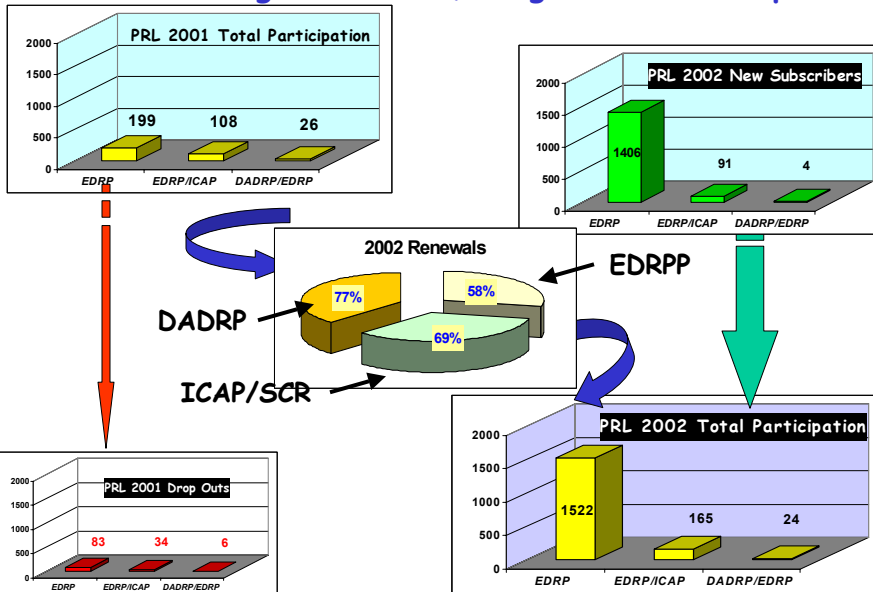 PRL 2001 Total Participation
2000
1500
1000
500
0
199
108
26
EDRP
EDRP/ICAP
DADRP/EDRP
PRL 2002 New Subscribers
2000
1500
1000
500
0
1406
91
4
EDRP
EDRP/ICAP
DADRP/EDRP
2002 Renewals
77%
58%
69%
EDRPP
DADRP
ICAP/SCR
PRL 2001 Drop Outs
2000
1500
1000
500
0
83
34
6
EDRP
EDRP/ICAP
DADRP/EDRP
PRL 2002 Total Participation
2000
1500
1000
500
0
1522
165
24
EDRP
EDRP/ICAP
DADRP/EDRP